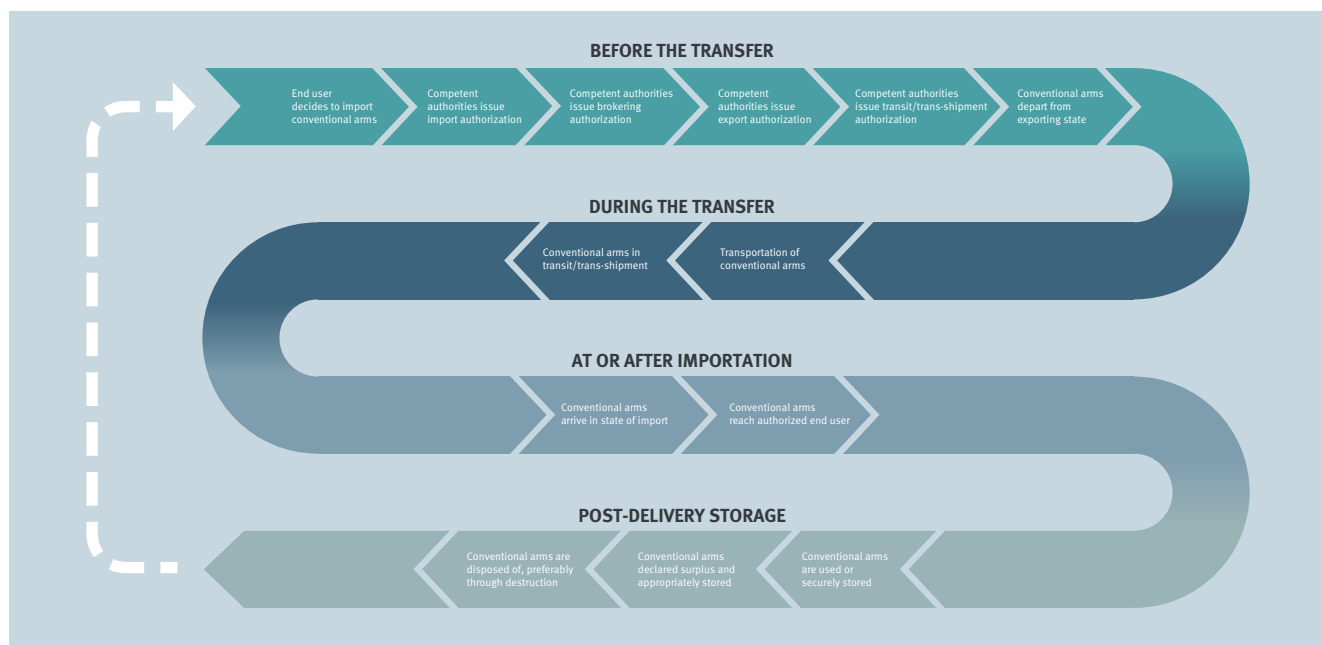 BEFORE THE TRANSFER
End user
decides to import
conventional arms
Competent
authorities issue
import authorization
Competent authorities
issue brokering
authorization
Competent
authorities issue
export authorization
Competent authorities
issue transit/trans-shipment
authorization
Conventional arms
depart from
exporting state
DURING THE TRANSFER
Transportation of
conventional arms
Conventional arms in
transit/trans-shipment
AT OR AFTER IMPORTATION
Conventional arms
arrive in state of import
Conventional arms
reach authorized end user
POST-DELIVERY STORAGE
Conventional arms
are used or
securely stored
Conventional arms
declared surplus and
appropriately stored
Conventional arms are
disposed of, preferably
through destruction